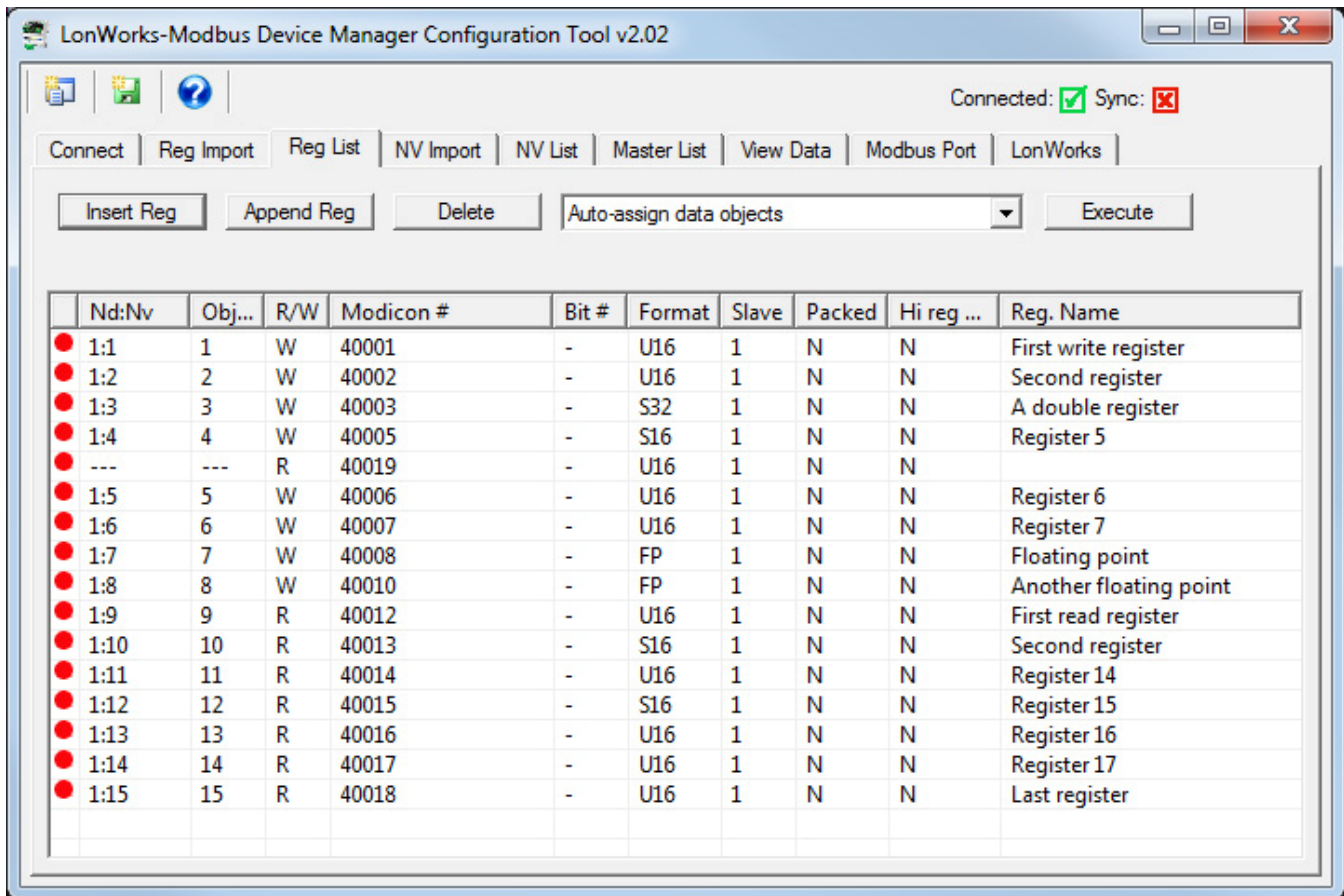 LonWorks-Modbus Device Manager Configuration Tool v2.02
Connected: Sync:
Connect Reg Import Reg List NV Import NV List Master List View Data Modbus Port LonWorks
Insert Reg Append Reg Delete Auto-assign data objects Execute
Nd:Nv Obj... R/W Modicon # Bit # Format Slave Packed Hi reg ... Reg. Name
1:1 1 W 40001 - U16 1 N N First write register
1:2 2 W 40002 - U16 1 N N Second register
1:3 3 W 40003 - S32 1 N N A double register
1:4 4 W 40005 - S16 1 N N Register 5
--- --- R 40019 - U16 1 N N
1:5 5 W 40006 - U16 1 N N Register 6
1:6 6 W 40007 - U16 1 N N Register 7
1:7 7 W 40008 - FP 1 N N Floating point
1:8 8 W 40010 - FP 1 N N Another floating point
1:9 9 R 40012 - U16 1 N N First read register
1:10 10 R 40013 - S16 1 N N Second register
1:11 11 R 40014 - U16 1 N N Register 14
1:12 12 R 40015 - S16 1 N N Register 15
1:13 13 R 40016 - U16 1 N N Register 16
1:14 14 R 40017 - U16 1 N N Register 17
1:15 15 R 40018 - U16 1 N N Last register